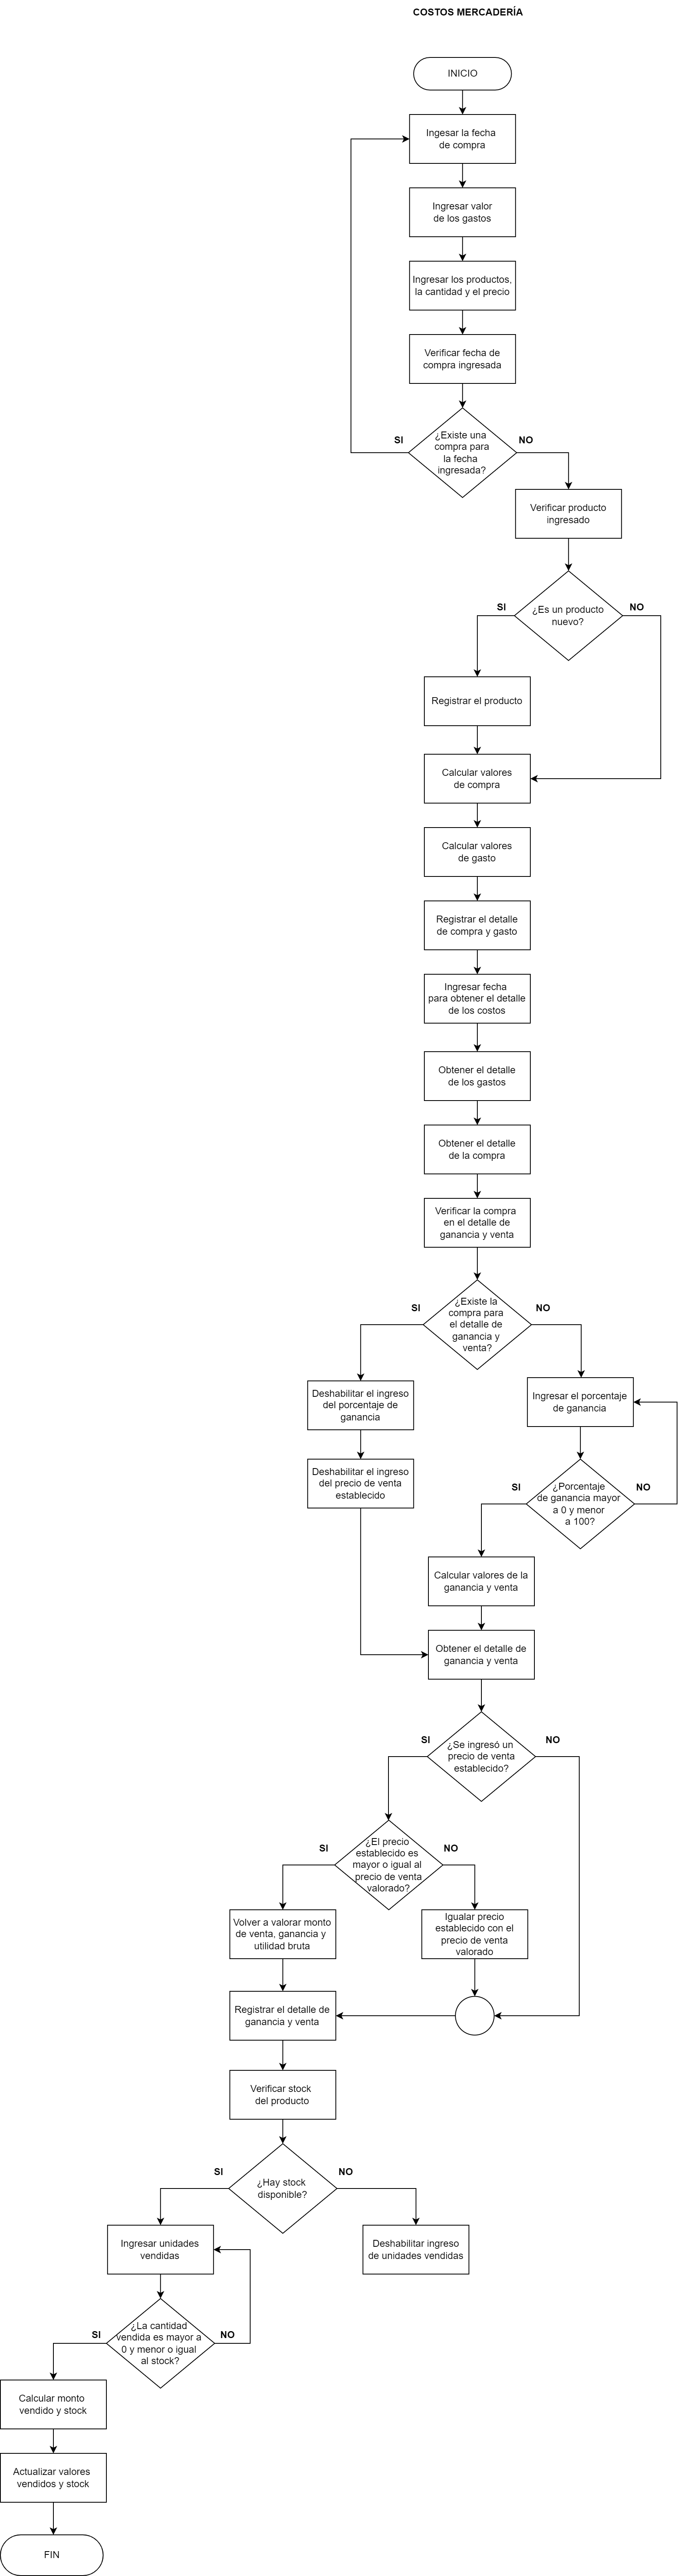 COSTOS MERCADERÍA
INICIO
Ingesar la fecha
de compra
Ingresar valor
de los gastos
Ingresar los productos,
la cantidad y el precio
Verificar fecha de
compra ingresada
¿Existe una
compra para
la fecha
ingresada?
SI
NO
Verificar producto
ingresado
¿Es un producto
nuevo?
SI
NO
Registrar el producto
Calcular valores
de compra
Calcular valores
de gasto
Registrar el detalle
de compra y gasto
Ingresar fecha
para obtener el detalle
de los costos
Obtener el detalle
de los gastos
Obtener el detalle
de la compra
Verificar la compra
en el detalle de
ganancia y venta
¿Existe la
compra para
el detalle de
ganancia y
venta?
SI
NO
Deshabilitar el ingreso
del porcentaje de
ganancia
Ingresar el porcentaje
de ganancia
Deshabilitar el ingreso
del precio de venta
establecido
¿Porcentaje
de ganancia mayor
a 0 y menor
a 100?
SI
NO
Calcular valores de la
ganancia y venta
Obtener el detalle de
ganancia y venta
¿Se ingresó un
precio de venta
establecido?
SI
NO
¿El precio
establecido es
mayor o igual al
precio de venta
valorado?
SI
NO
Volver a valorar monto
de venta, ganancia y
utilidad bruta
Igualar precio
establecido con el
precio de venta
valorado
Registrar el detalle de
ganancia y venta
Verificar stock
del producto
¿Hay stock
disponible?
SI
NO
Ingresar unidades
vendidas
Deshabilitar ingreso
de unidades vendidas
¿La cantidad
vendida es mayor a
0 y menor o igual
al stock?
SI
NO
Calcular monto
vendido y stock
Actualizar valores
vendidos y stock
FIN